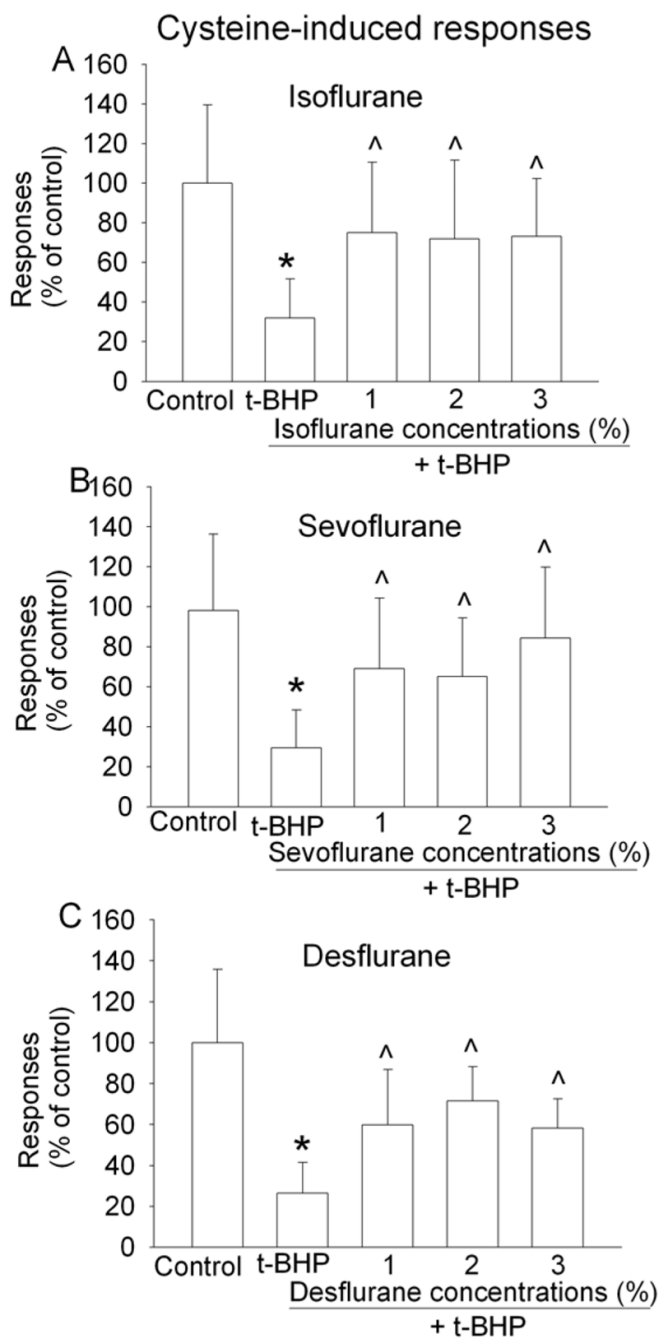 Cysteine-induced responses
A
Isoflurane
Responses
(% of control)
160
140
120
100
80
60
40
20
0
^ ^ ^
*
Control t-BHP 1 2 3
Isoflurane concentrations (%)
+ t-BHP
B
Sevoflurane
Responses
(% of control)
160
140
120
100
80
60
40
20
0
^ ^ ^
*
Control t-BHP 1 2 3
Sevoflurane concentrations (%)
+ t-BHP
C
Desflurane
Responses
(% of control)
160
140
120
100
80
60
40
20
0
^ ^ ^
*
Control t-BHP 1 2 3
Desflurane concentrations (%)
+ t-BHP